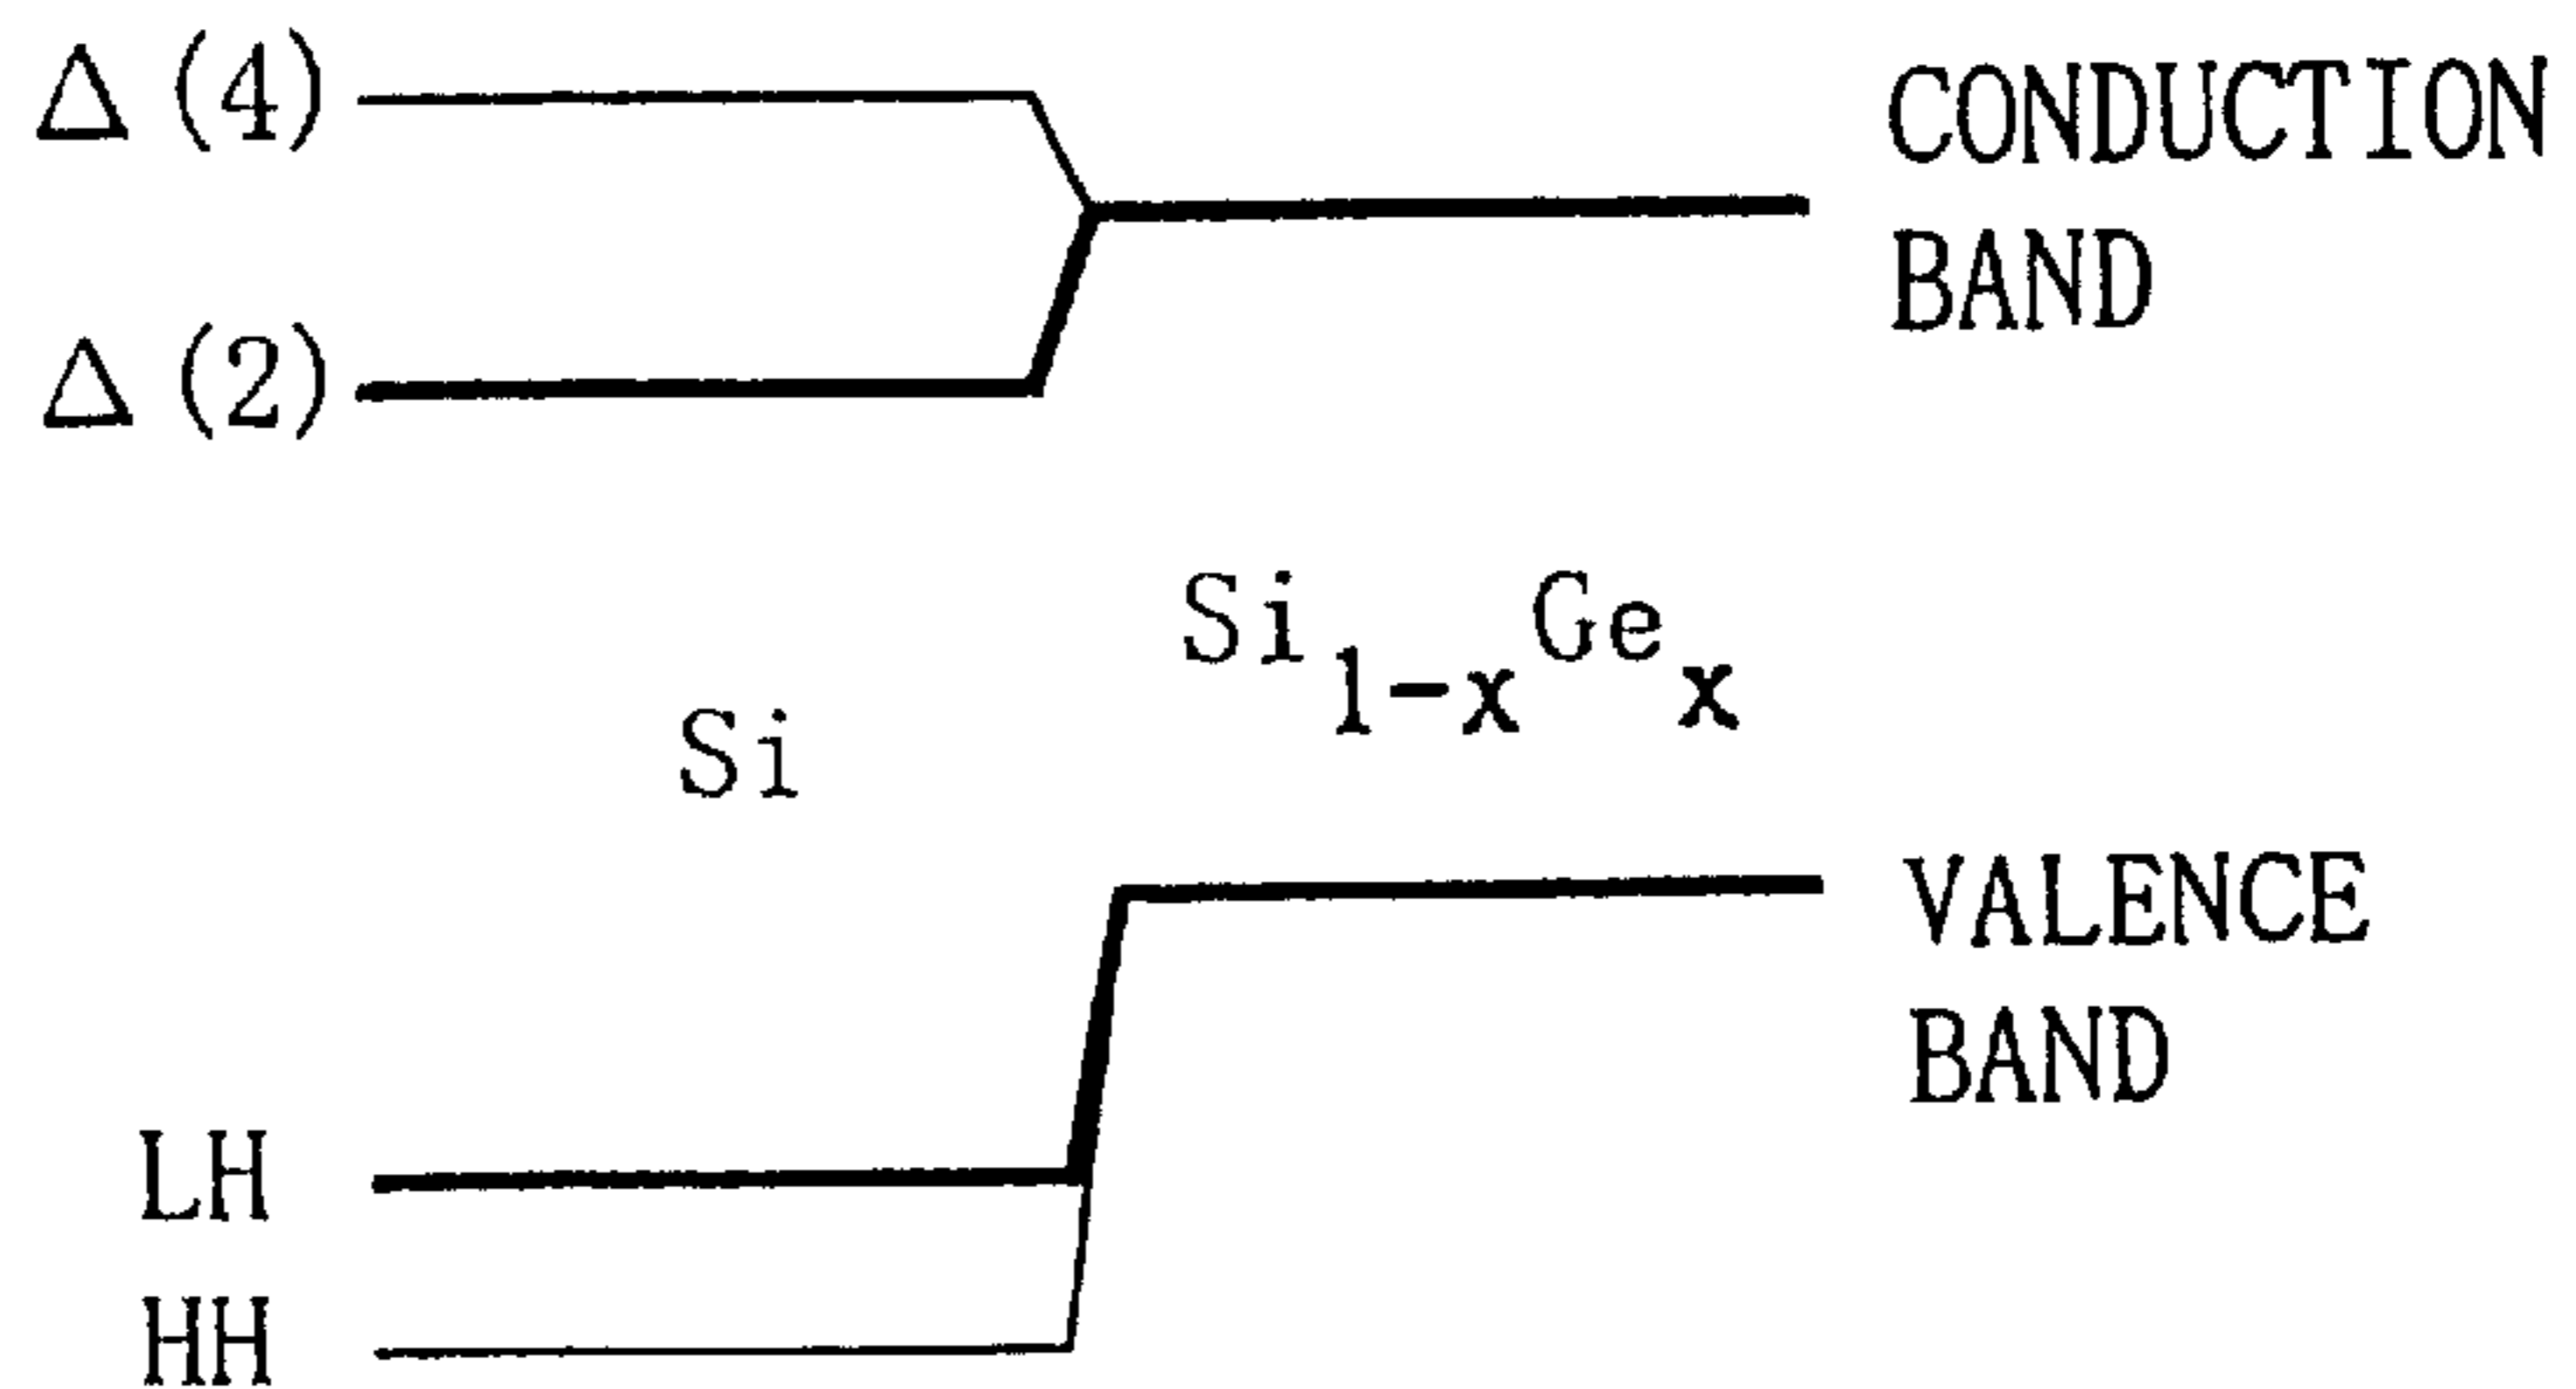 Δ(4)
CONDUCTION
BAND
Δ(2)
Si1-xGex
Si
VALENCE
BAND
LH
HH